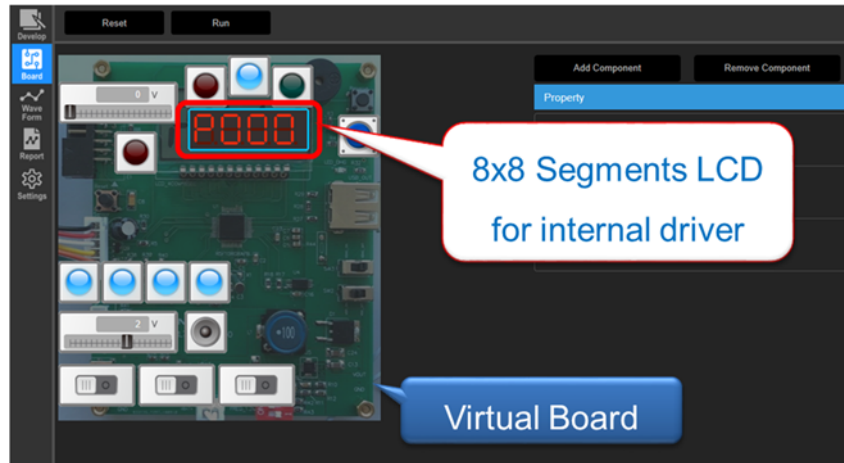 Reset
Run
Develop
Board
Wave
Form
Report
Settings
Add Component
Remove Component
Property
0 V
P000
8x8 Segments LCD
for internal driver
100
2 V
Virtual Board